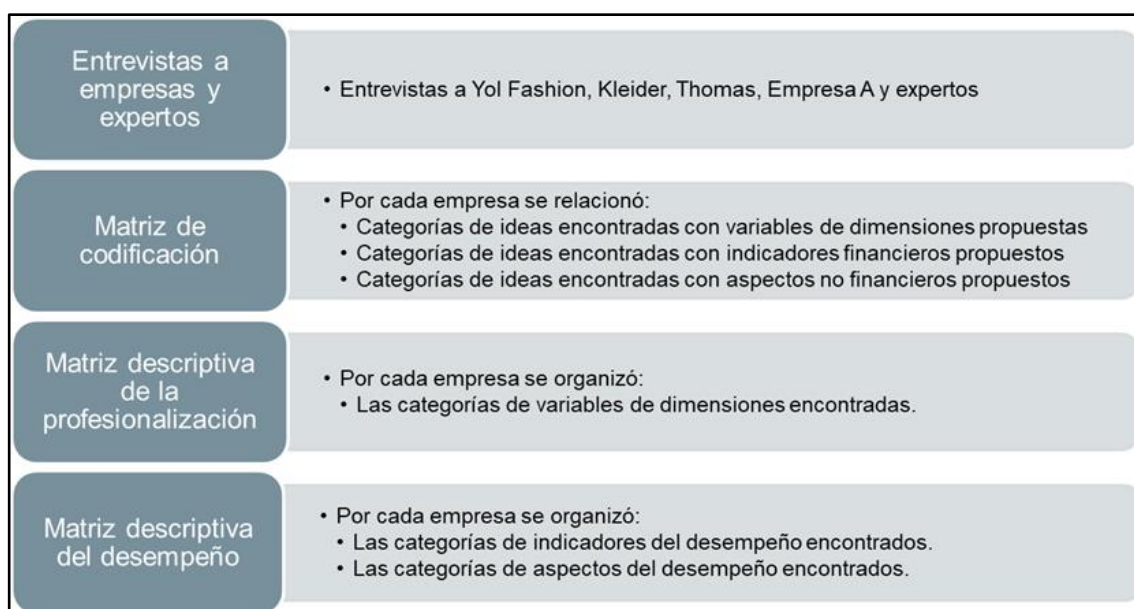 Entrevistas a
empresas y
expertos
• Entrevistas a Yol Fashion, Kleider, Thomas, Empresa A y expertos
Matriz de
codificación
• Por cada empresa se relacionó:
• Categorías de ideas encontradas con variables de dimensiones propuestas
• Categorías de ideas encontradas con indicadores financieros propuestos
• Categorías de ideas encontradas con aspectos no financieros propuestos
Matriz descriptiva
de la
profesionalización
• Por cada empresa se organizó:
• Las categorías de variables de dimensiones encontradas.
Matriz descriptiva
del desempeño
• Por cada empresa se organizó:
• Las categorías de indicadores del desempeño encontrados.
• Las categorías de aspectos del desempeño encontrados.